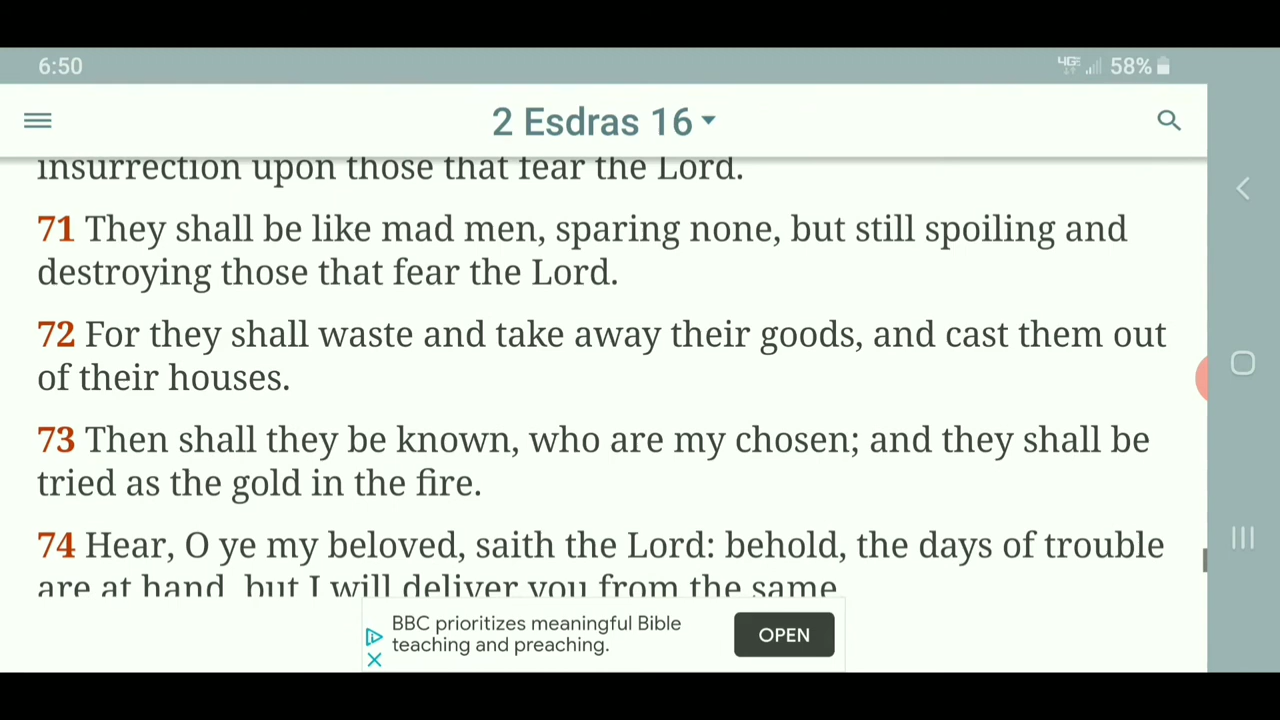 6:50
4GE 58%
2 Esdras 16
insurrection upon those that fear the Lord.
71 They shall be like mad men, sparing none, but still spoiling and
destroying those that fear the Lord.
72 For they shall waste and take away their goods, and cast them out
of their houses.
73 Then shall they be known, who are my chosen; and they shall be
tried as the gold in the fire.
74 Hear, O ye my beloved, saith the Lord: behold, the days of trouble
are at hand, but I will deliver you from the same
BBC prioritizes meaningful Bible
teaching and preaching.
OPEN